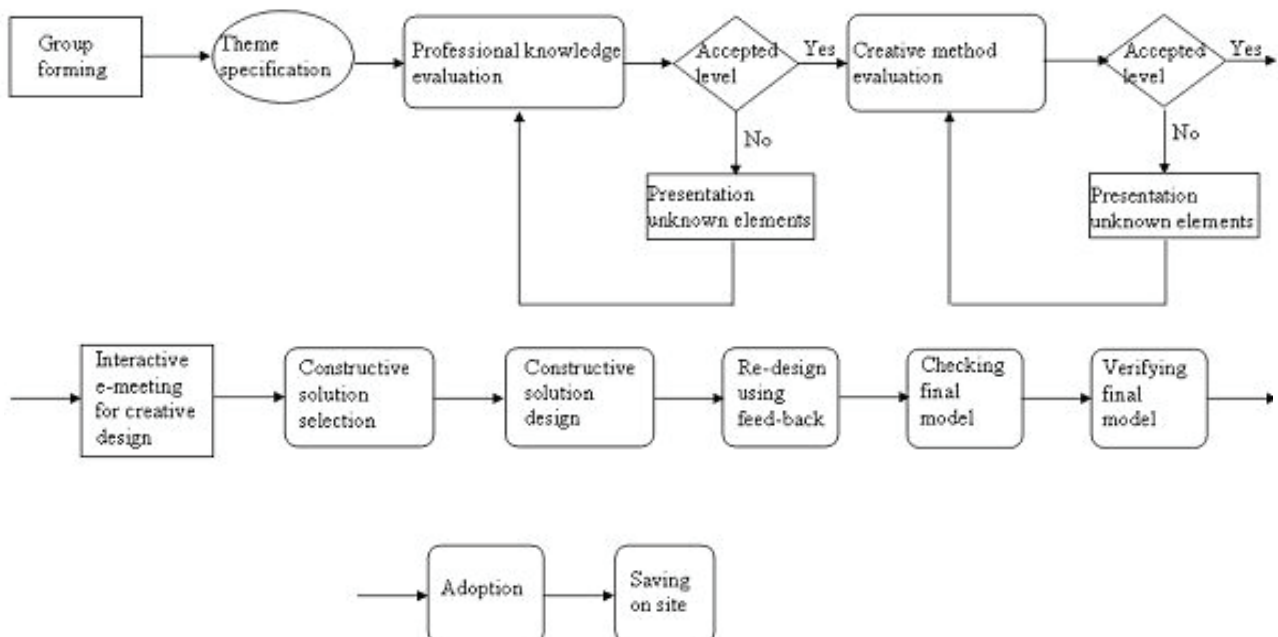 Group
forming
Theme
specification
Professional knowledge
evaluation
Accepted
level
Yes
No
Presentation
unknown elements
Creative method
evaluation
Accepted
level
Yes
No
Presentation
unknown elements
Interactive
e-meeting
for creative
design
Constructive
solution
selection
Constructive
solution
design
Re-design
using
feed-back
Checking
final
model
Verifying
final
model
Adoption
Saving
on site